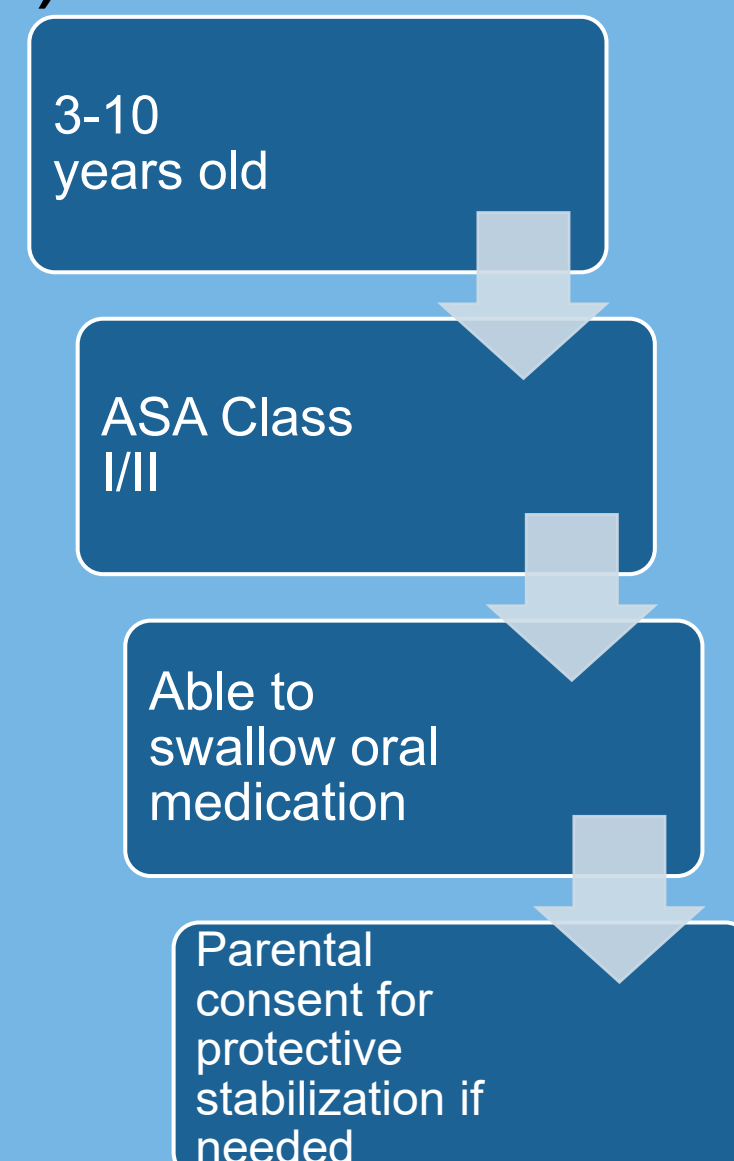 3-10
years old
ASA Class
I/II
Able to
swallow oral
medication
Parental
consent for
protective
stabilization if
needed